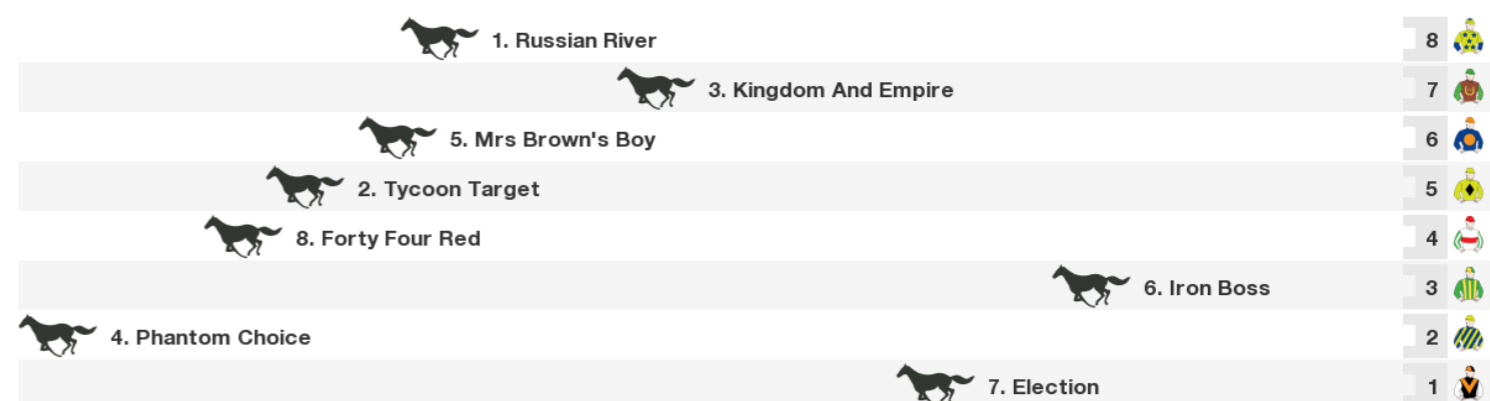 1. Russian River 8
3. Kingdom And Empire 7
5. Mrs Brown's Boy 6
2. Tycoon Target 5
8. Forty Four Red 4
6. Iron Boss 3
4. Phantom Choice 2
7. Election 1